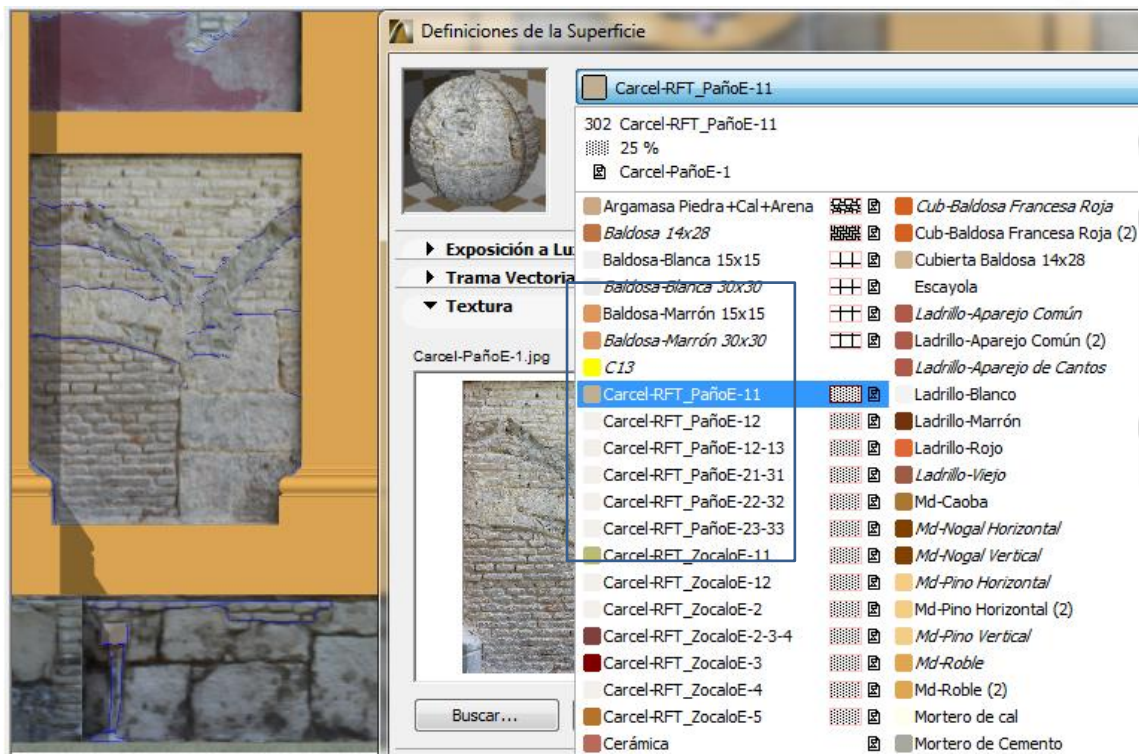 Definiciones de la Superficie
Carcel-RFT_PañoE-11
302 Carcel-RFT_PañoE-11
25 %
Carcel-PañoE-1
Exposición a Lu
Trama Vectoria
Textura
Carcel-PañoE-1.jpg
Buscar...
Argamasa Piedra+Cal+Arena
Baldosa 14x28
Baldosa-Blanca 15x15
Baldosa-Blanca 30x30
Baldosa-Marrón 15x15
Baldosa-Marrón 30x30
C13
Carcel-RFT_PañoE-11
Carcel-RFT_PañoE-12
Carcel-RFT_PañoE-12-13
Carcel-RFT_PañoE-21-31
Carcel-RFT_PañoE-22-32
Carcel-RFT_PañoE-23-33
Carcel-RFT_ZocaloE-11
Carcel-RFT_ZocaloE-12
Carcel-RFT_ZocaloE-2
Carcel-RFT_ZocaloE-2-3-4
Carcel-RFT_ZocaloE-3
Carcel-RFT_ZocaloE-4
Carcel-RFT_ZocaloE-5
Cerámica
Cub-Baldosa Francesa Roja
Cub-Baldosa Francesa Roja (2)
Cubierta Baldosa 14x28
Escayola
Ladrillo-Aparejo Común
Ladrillo-Aparejo Común (2)
Ladrillo-Aparejo de Cantos
Ladrillo-Blanco
Ladrillo-Marrón
Ladrillo-Rojo
Ladrillo-Viejo
Md-Caoba
Md-Nogal Horizontal
Md-Nogal Vertical
Md-Pino Horizontal
Md-Pino Horizontal (2)
Md-Pino Vertical
Md-Roble
Md-Roble (2)
Mortero de cal
Mortero de Cemento